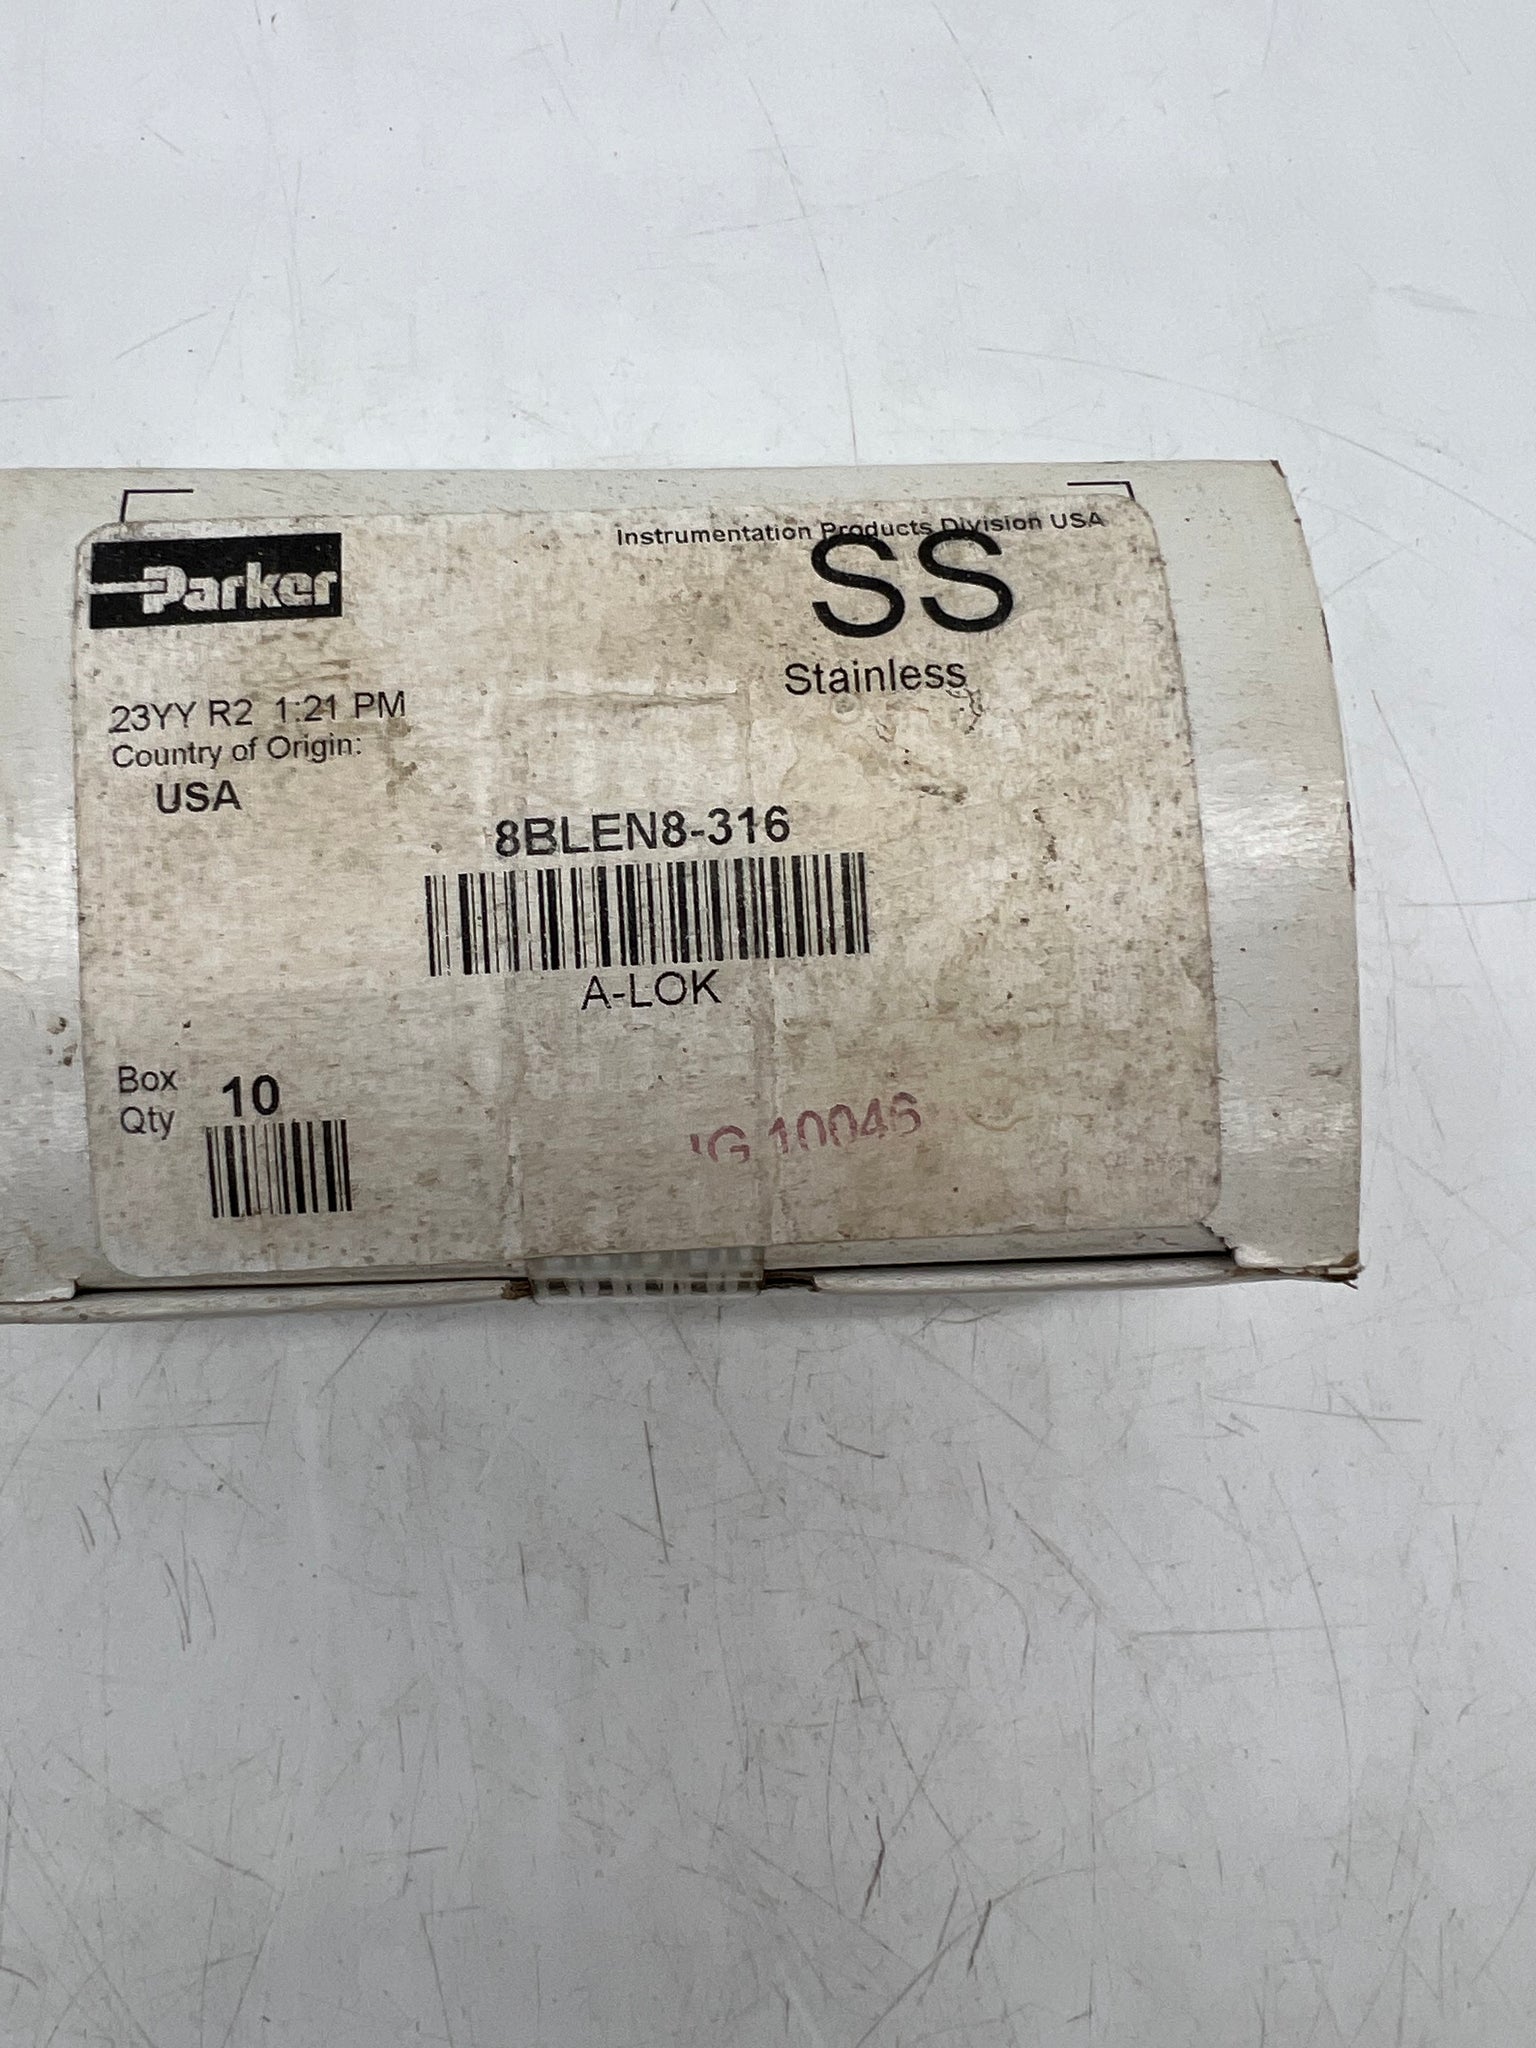 Instrumentation Products Division USA
Parker
SS
Stainless
23YY R2 1:21 PM
Country of Origin:
USA
8BLEN8-316
A-LOK
Box
Qty
10
10046